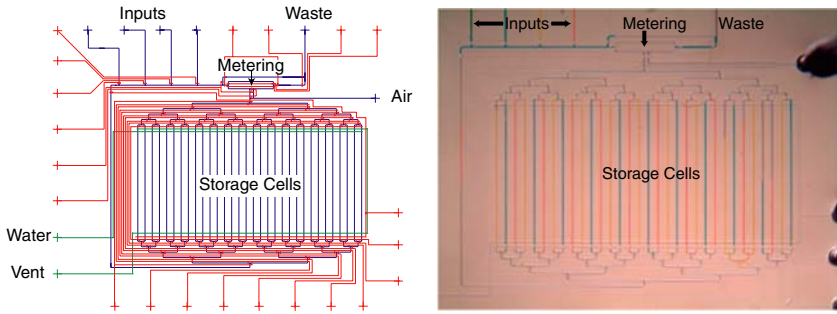 Inputs
Waste
Metering
Air
Storage Cells
Water
Vent
Inputs
Metering
Waste
Storage Cells